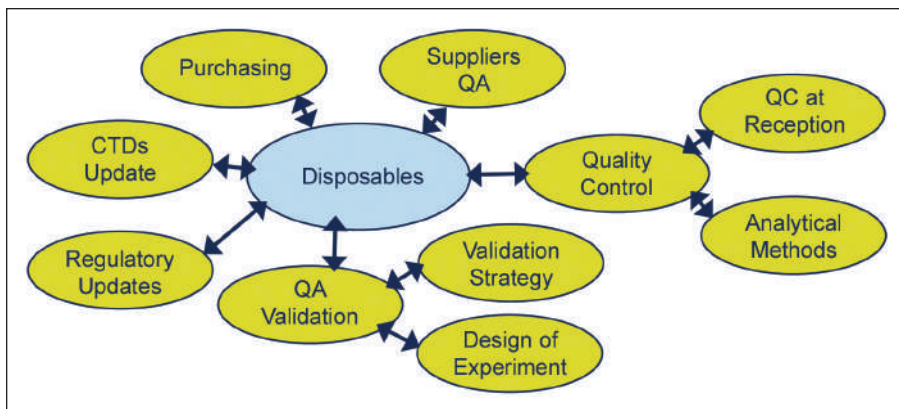 Purchasing
Suppliers
QA
QC at
Reception
CTDs
Update
Disposables
Quality
Control
Analytical
Methods
Regulatory
Updates
QA
Validation
Validation
Strategy
Design of
Experiment